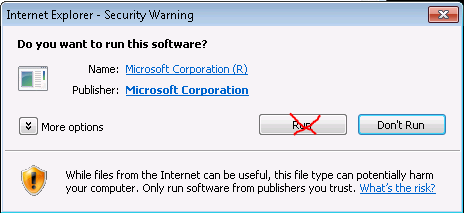 Internet Explorer - Security Warning
Do you want to run this software?
Name: Microsoft Corporation (R)
Publisher: Microsoft Corporation
More options
Run
Don't Run
While files from the Internet can be useful, this file type can potentially harm
your computer. Only run software from publishers you trust. What's the risk?